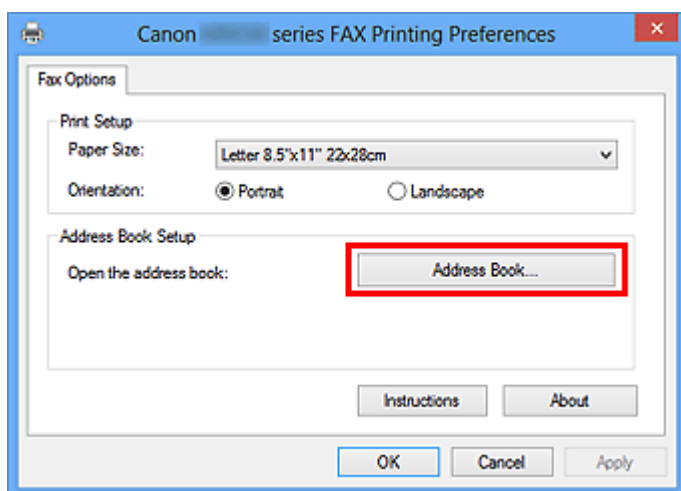 Canon series FAX Printing Preferences
Fax Options
Print Setup
Paper Size: Letter 8.5"x11" 22x28cm
Orientation: Portrait Landscape
Address Book Setup
Open the address book: Address Book...
Instructions About
OK Cancel Apply